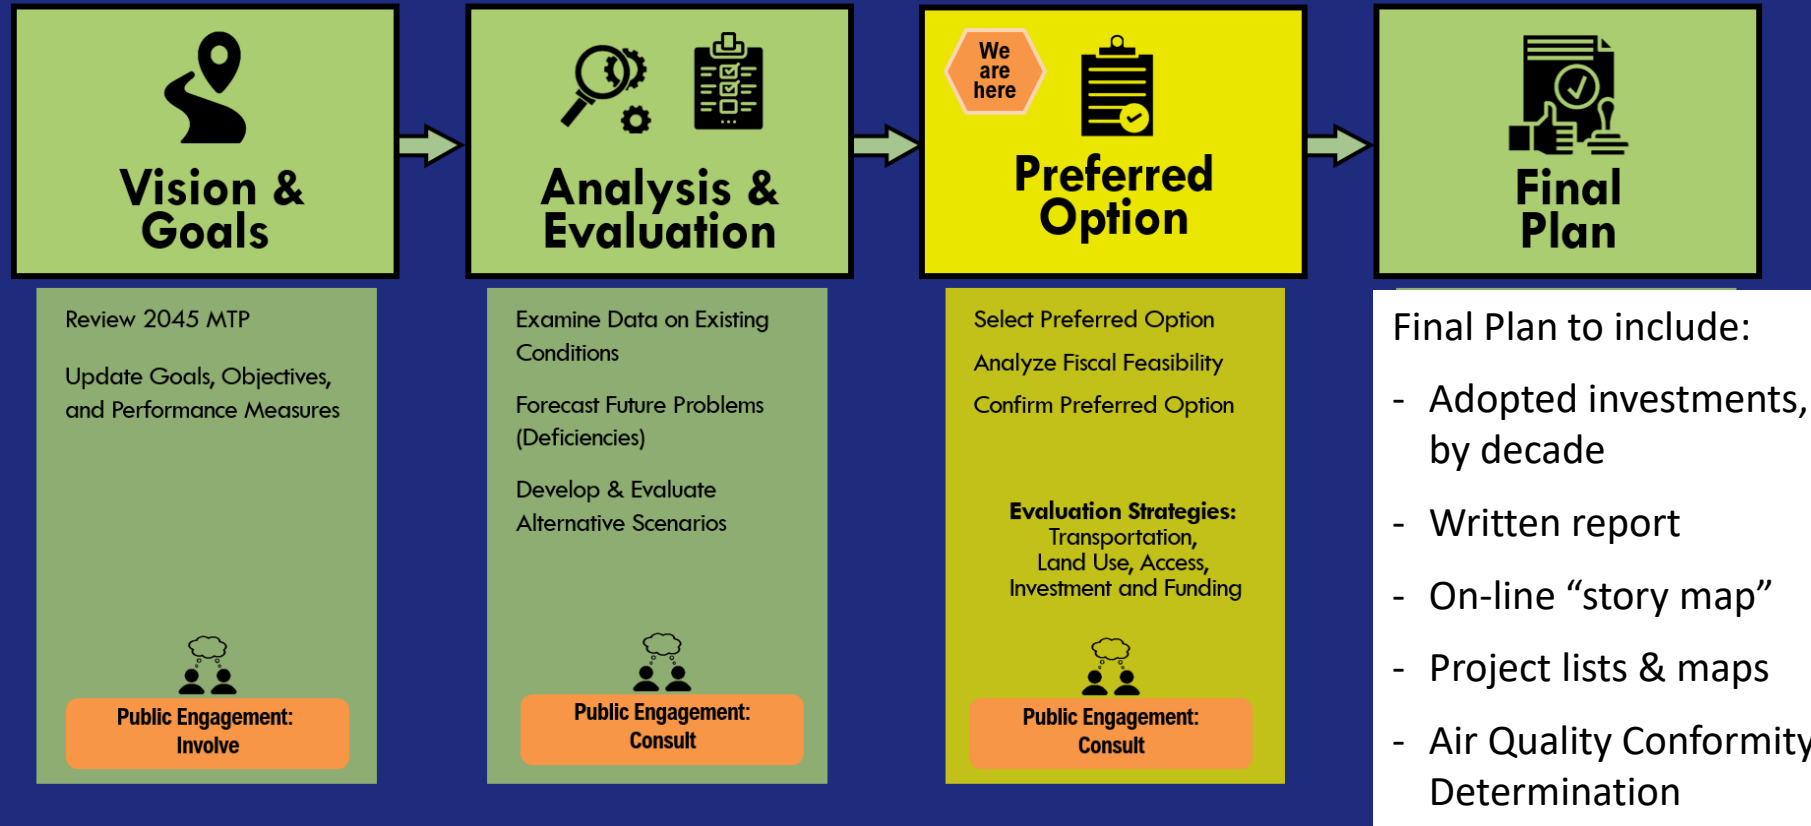 Vision &
Goals
Review 2045 MTP
Update Goals, Objectives,
and Performance Measures
Public Engagement:
Involve
Analysis &
Evaluation
Examine Data on Existing
Conditions
Forecast Future Problems
(Deficiencies)
Develop & Evaluate
Alternative Scenarios
Public Engagement:
Consult
We
are
here
Preferred
Option
Select Preferred Option
Analyze Fiscal Feasibility
Confirm Preferred Option
Evaluation Strategies:
Transportation,
Land Use, Access,
Investment and Funding
Public Engagement:
Consult
Final
Plan
Final Plan to include:
- Adopted investments,
by decade
- Written report
- On-line “story map”
- Project lists & maps
- Air Quality Conformity
Determination